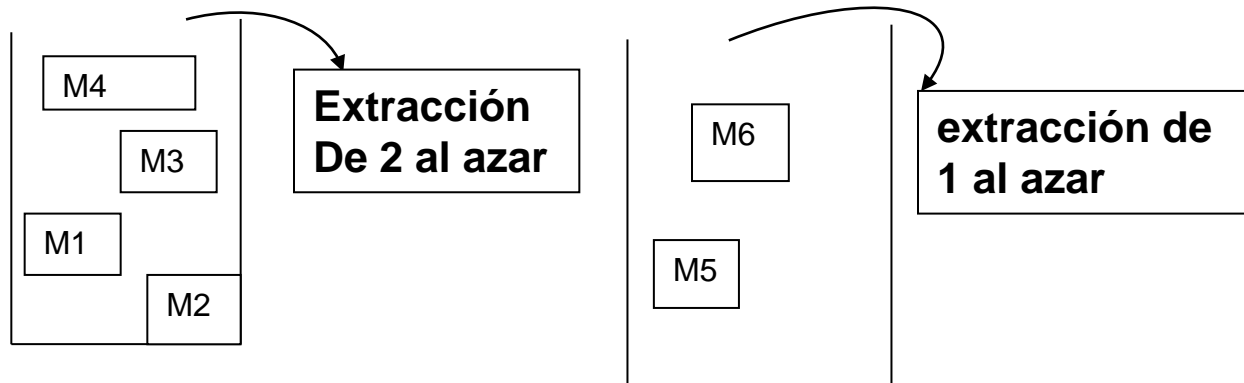 M4
M3
M1
M2
Extracción
De 2 al azar
M6
M5
extracción de
1 al azar